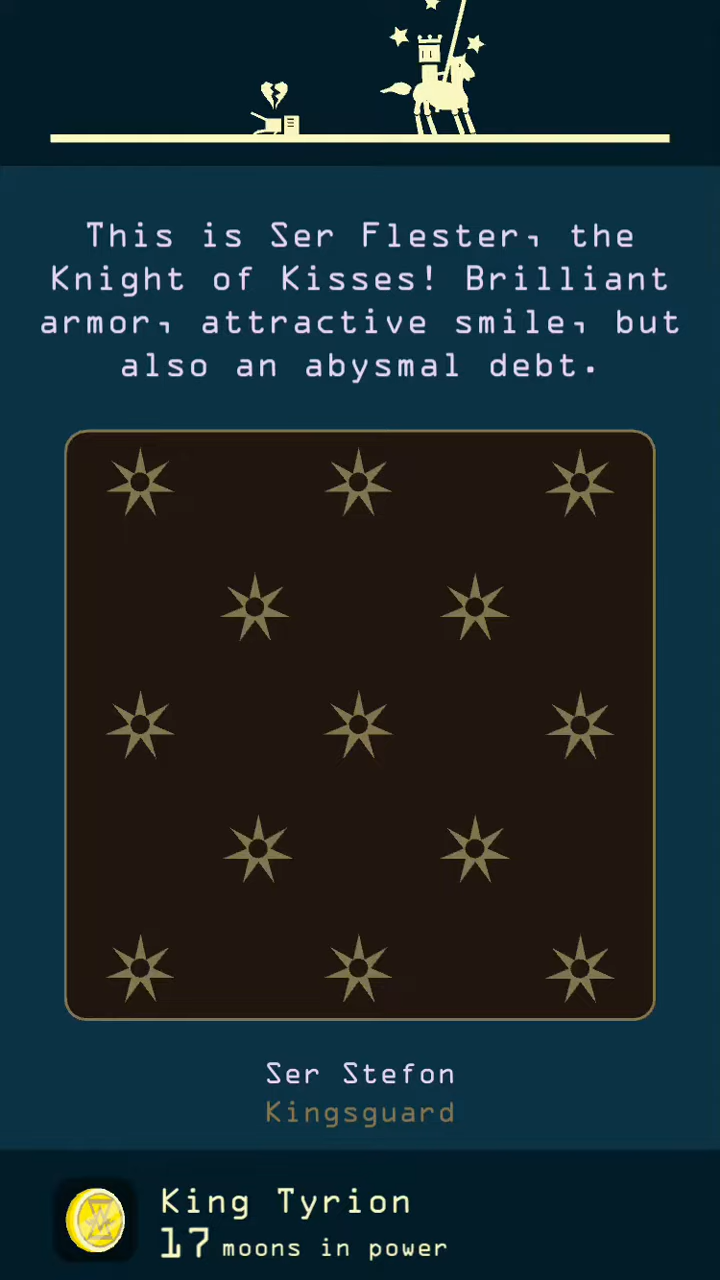 This is Ser Flester, the
Knight of Kisses! Brilliant
armor, attractive smile, but
also an abysmal debt.
Ser Stefon
Kingsguard
King Tyrion
17 moons in power